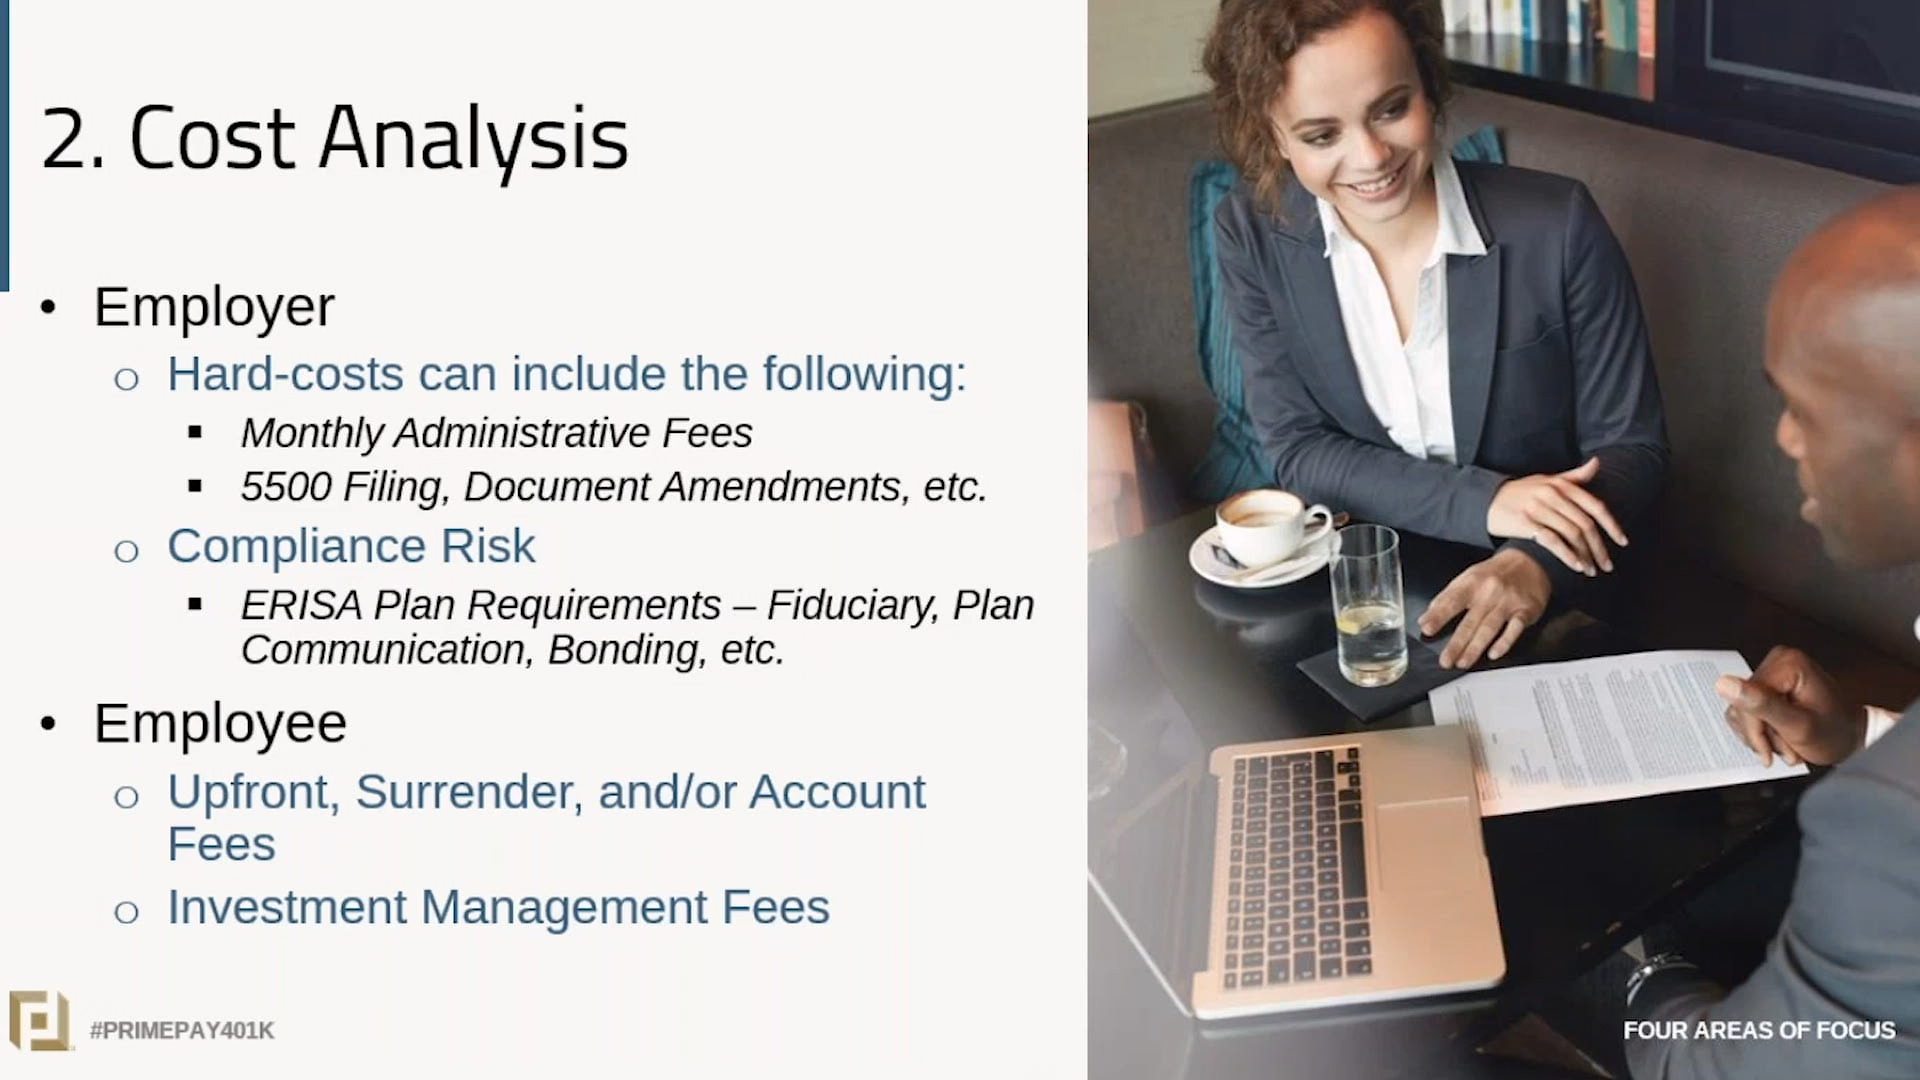 2. Cost Analysis
• Employer
o Hard-costs can include the following:
▪ Monthly Administrative Fees
▪ 5500 Filing, Document Amendments, etc.
o Compliance Risk
▪ ERISA Plan Requirements – Fiduciary, Plan
Communication, Bonding, etc.
• Employee
o Upfront, Surrender, and/or Account
Fees
o Investment Management Fees
#PRIMEPAY401K
FOUR AREAS OF FOCUS